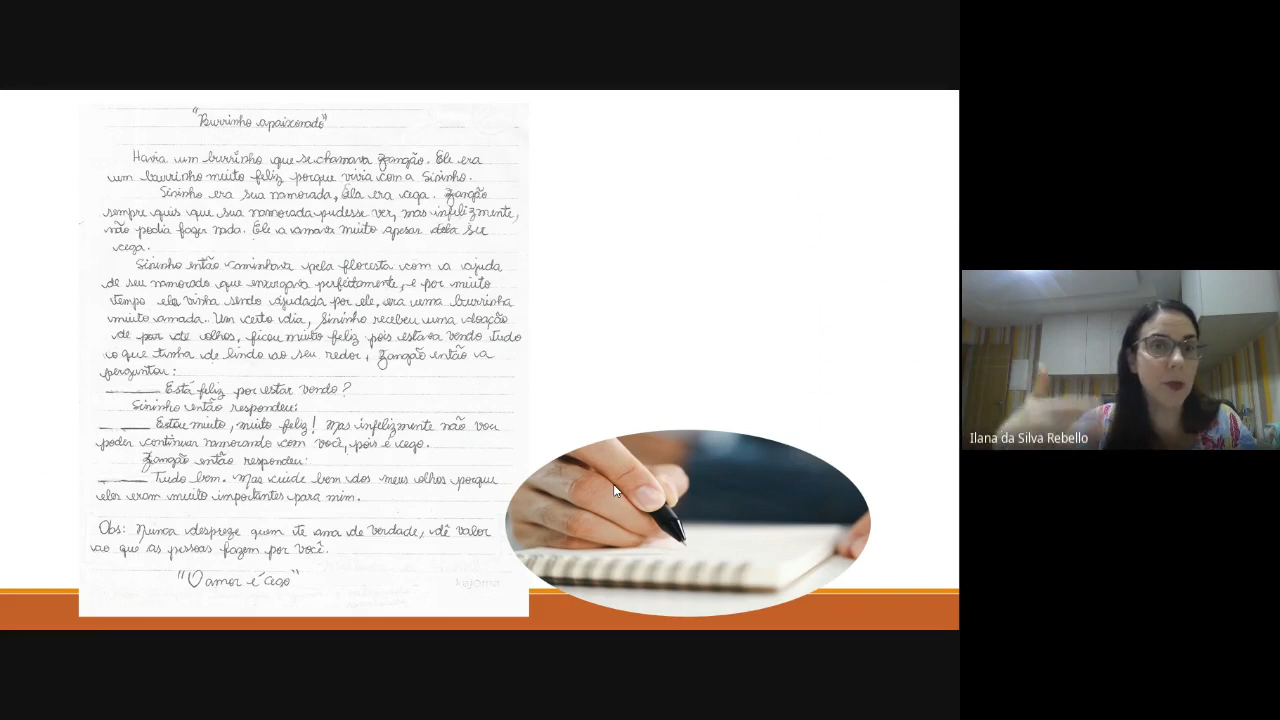 "Burrinho apaixonado"
Havia um burrinho que se chamava Zangão. Ele era
um burrinho muito feliz porque vivia com a Sininho.
Sininho era sua namorada, Ela era cega. Zangão
sempre quis que sua namorada pudesse ver, mas infelizmente,
não podia fazer nada. Ele a amava muito apesar dela ser
cega.
Sininho então caminhava pela floresta com a ajuda
de seu namorado que enxergava perfeitamente, e por muito
tempo ela vinha sendo ajudada por ele, era uma burrinha
muito amada. Um certo dia, Sininho recebeu uma doação
de par de olhos, ficou muito feliz pois estava vendo tudo
o que tinha de lindo ao seu redor, Zangão então a
perguntou:
— Está feliz por estar vendo?
Sininho então respondeu:
— Estou muito, muito feliz! Mas infelizmente não vou
poder continuar namorando com você, pois é cego.
Zangão então respondeu:
— Tudo bem. Mas cuide bem dos meus olhos porque
eles eram muito importantes para mim.
Obs: Nunca despreze quem te ama de verdade, dê valor
ao que as pessoas fazem por você.
"O amor é cego"
Ilana da Silva Rebello